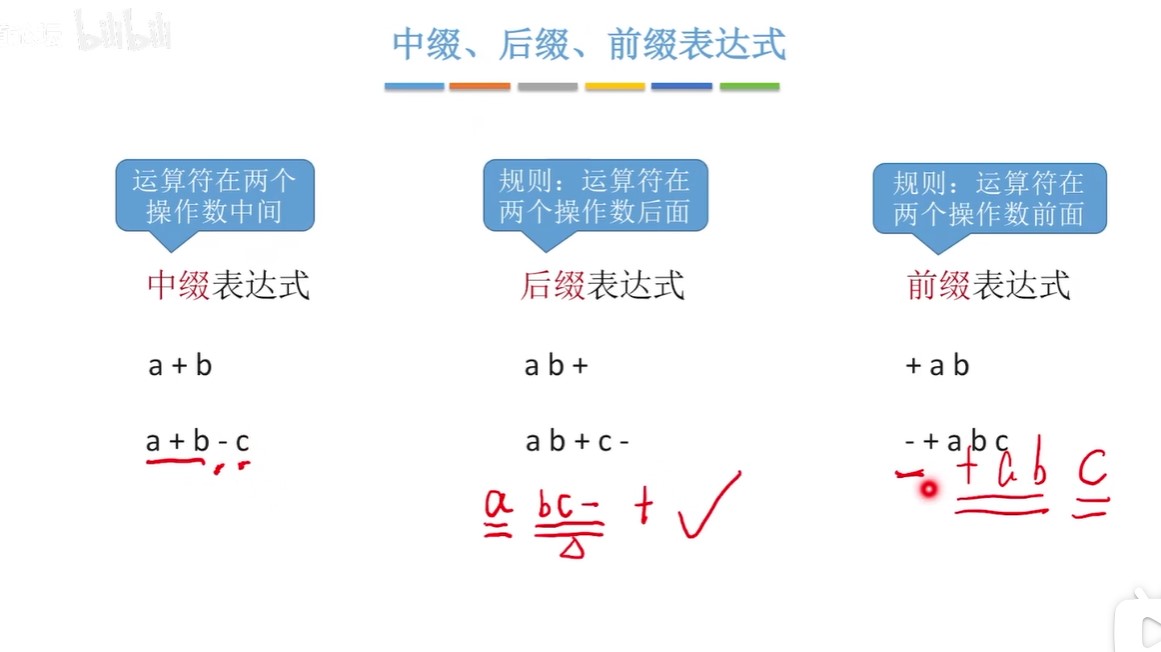 bilibili
中缀、后缀、前缀表达式
运算符在两个
操作数中间
中缀表达式
a + b
a + b - c
规则：运算符在
两个操作数后面
后缀表达式
a b +
a b + c -
a bc- +
规则：运算符在
两个操作数前面
前缀表达式
+ a b
- + a b c
- + a b c